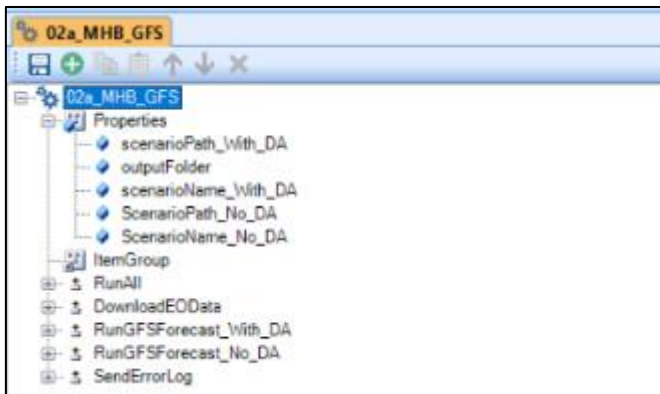 02a_MHB_GFS
02a_MHB_GFS
Properties
scenarioPath_With_DA
outputFolder
scenarioName_With_DA
ScenarioPath_No_DA
ScenarioName_No_DA
ItemGroup
RunAll
DownloadEOData
RunGFSForecast_With_DA
RunGFSForecast_No_DA
SendErrorLog